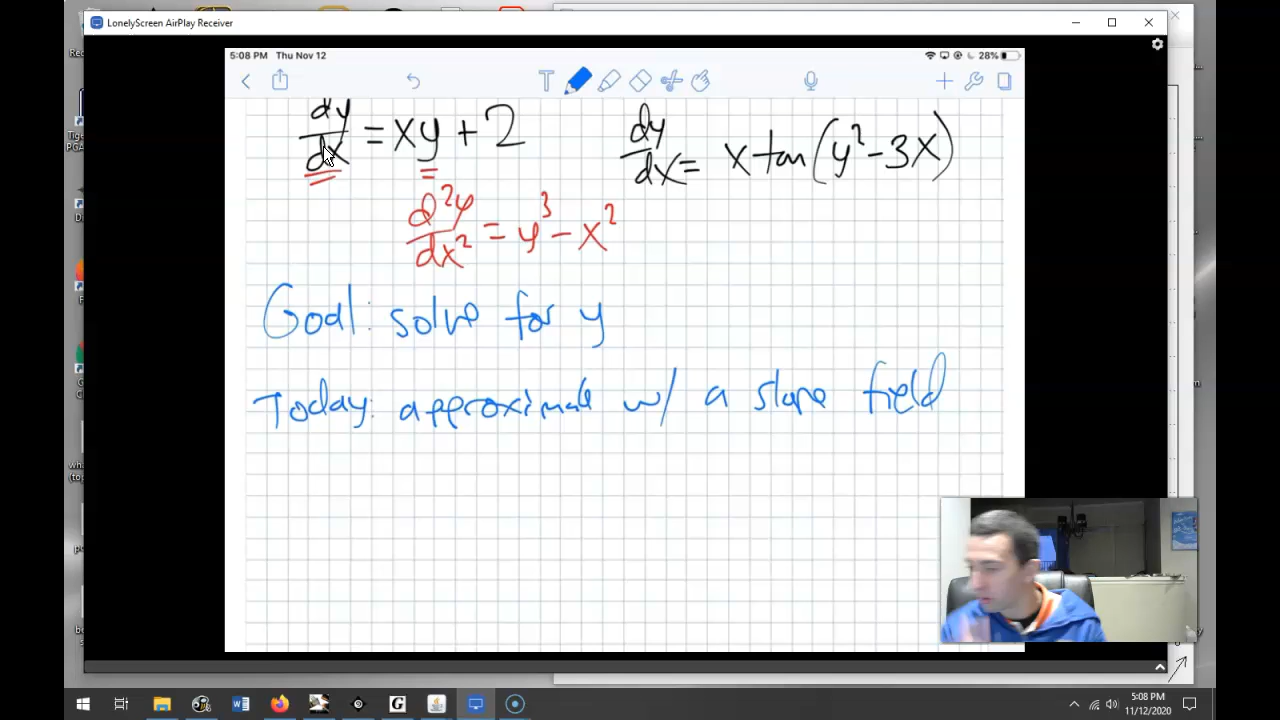 LonelyScreen AirPlay Receiver
5:08 PM Thu Nov 12
28%
T
dy/dx = xy + 2
dy/dx = x tan(y² - 3x)
d²y/dx² = y³ - x²
Goal: solve for y
Today: approximate w/ a slope field
5:08 PM
11/12/2020